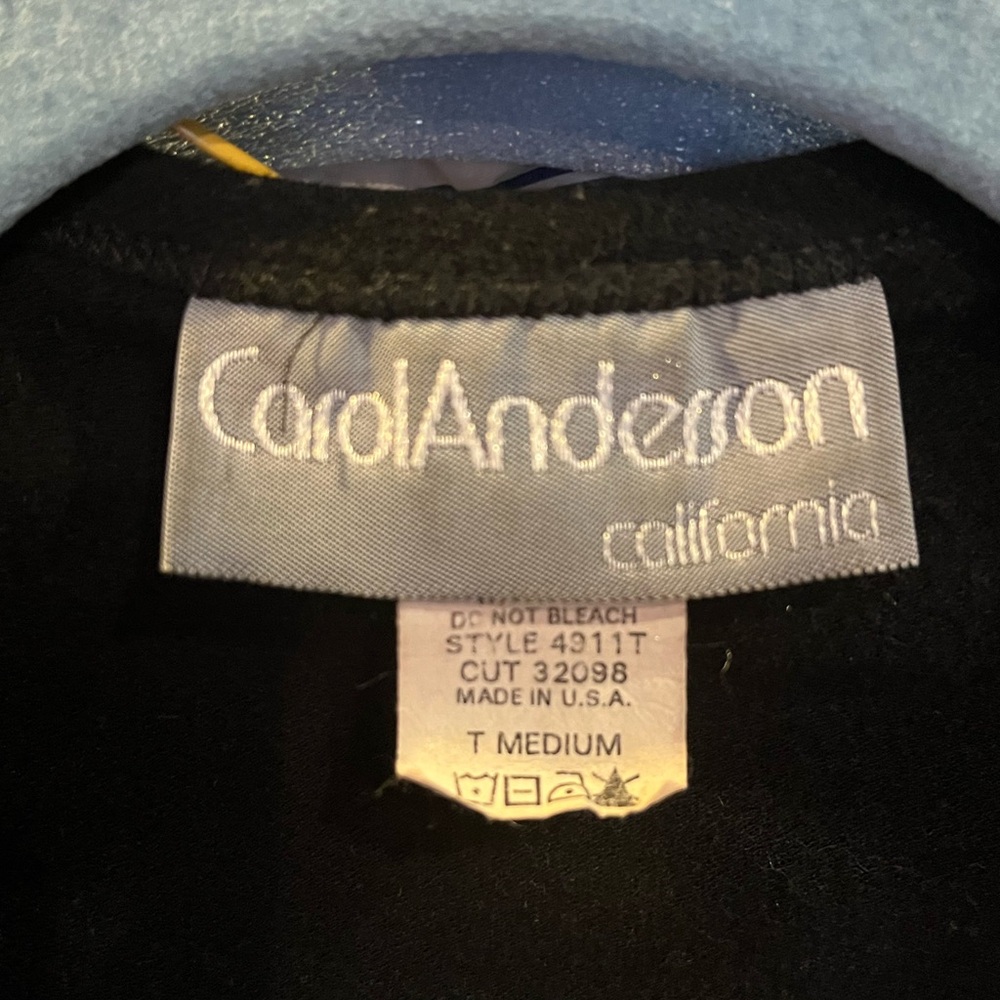 CarolAnderson
california
DO NOT BLEACH
STYLE 4911T
CUT 32098
MADE IN U.S.A.
T MEDIUM